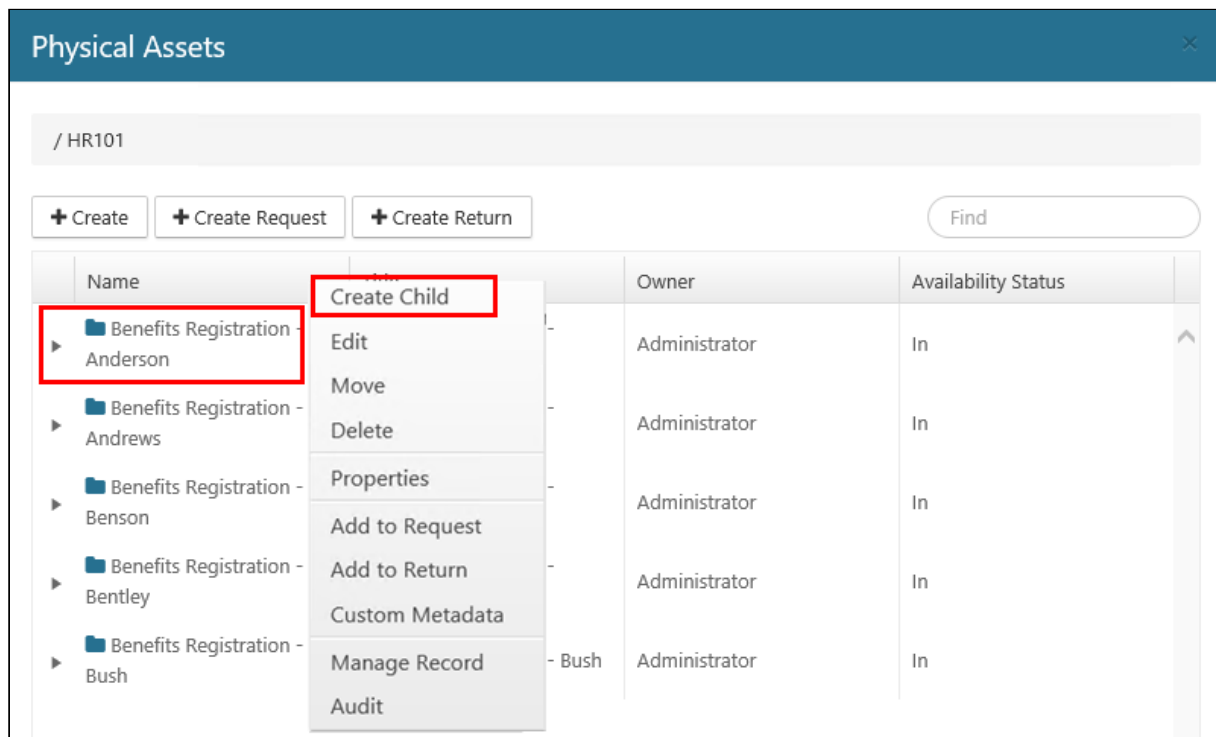 Physical Assets
/ HR101
Create
Create Request
Create Return
Find
Name
Owner
Availability Status
Create Child
Edit
Move
Delete
Properties
Add to Request
Add to Return
Custom Metadata
Manage Record
Audit
Benefits Registration -
Anderson
-
Administrator
In
Benefits Registration -
Andrews
-
Administrator
In
Benefits Registration -
Benson
-
Administrator
In
Benefits Registration -
Bentley
-
Administrator
In
Benefits Registration -
Bush
- Bush
Administrator
In